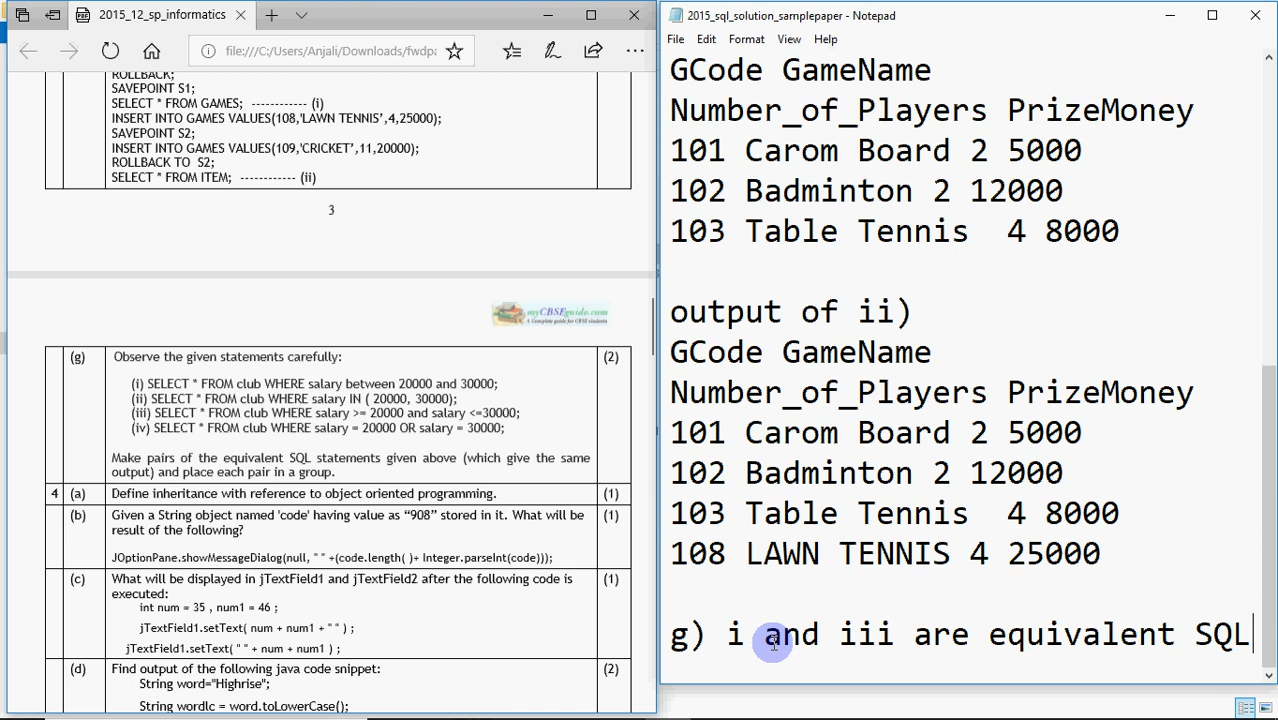 2015_12_sp_informatics
file:///C:/Users/Anjali/Downloads/fwdpa
ROLLBACK;
SAVEPOINT S1;
SELECT * FROM GAMES; ------------ (i)
INSERT INTO GAMES VALUES(108,'LAWN TENNIS',4,25000);
SAVEPOINT S2;
INSERT INTO GAMES VALUES(109,'CRICKET',11,20000);
ROLLBACK TO S2;
SELECT * FROM ITEM; ------------ (ii)
3
myCBSEguide.com
A Complete guide for CBSE students
(g) Observe the given statements carefully: (2)
(i) SELECT * FROM club WHERE salary between 20000 and 30000;
(ii) SELECT * FROM club WHERE salary IN ( 20000, 30000);
(iii) SELECT * FROM club WHERE salary >= 20000 and salary <=30000;
(iv) SELECT * FROM club WHERE salary = 20000 OR salary = 30000;
Make pairs of the equivalent SQL statements given above (which give the same
output) and place each pair in a group.
4 (a) Define inheritance with reference to object oriented programming. (1)
(b) Given a String object named 'code' having value as “908” stored in it. What will be (1)
result of the following?
JOptionPane.showMessageDialog(null, " " +(code.length( )+ Integer.parseInt(code)));
(c) What will be displayed in jTextField1 and jTextField2 after the following code is (1)
executed:
int num = 35 , num1 = 46 ;
jTextField1.setText( num + num1 + " " ) ;
jTextField1.setText( " " + num + num1 ) ;
(d) Find output of the following java code snippet: (2)
String word="Highrise";
String wordlc = word.toLowerCase();
2015_sql_solution_samplepaper - Notepad
File Edit Format View Help
GCode GameName
Number_of_Players PrizeMoney
101 Carom Board 2 5000
102 Badminton 2 12000
103 Table Tennis  4 8000
output of ii)
GCode GameName
Number_of_Players PrizeMoney
101 Carom Board 2 5000
102 Badminton 2 12000
103 Table Tennis  4 8000
108 LAWN TENNIS 4 25000
g) i and iii are equivalent SQL